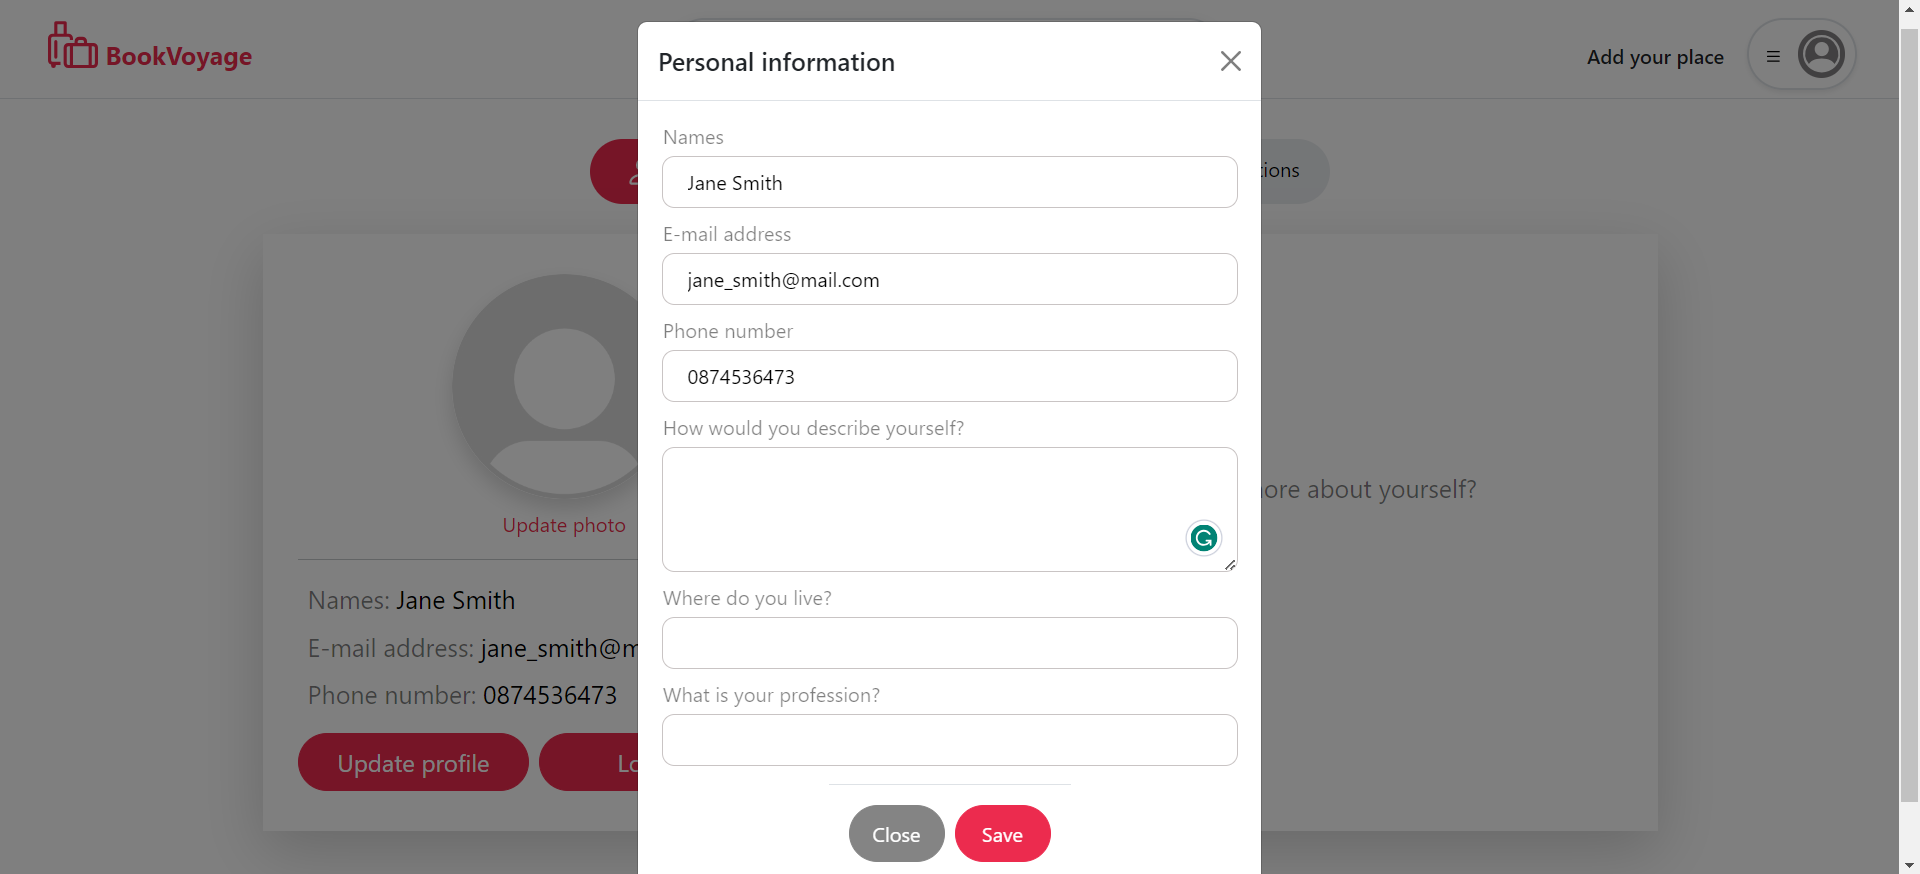 BookVoyage
Add your place
Personal information
Names
Jane Smith
E-mail address
jane_smith@mail.com
Phone number
0874536473
How would you describe yourself?
Where do you live?
What is your profession?
Close
Save
Update photo
Names: Jane Smith
E-mail address: jane_smith@m
Phone number: 0874536473
Update profile
Lo
tions
ore about yourself?